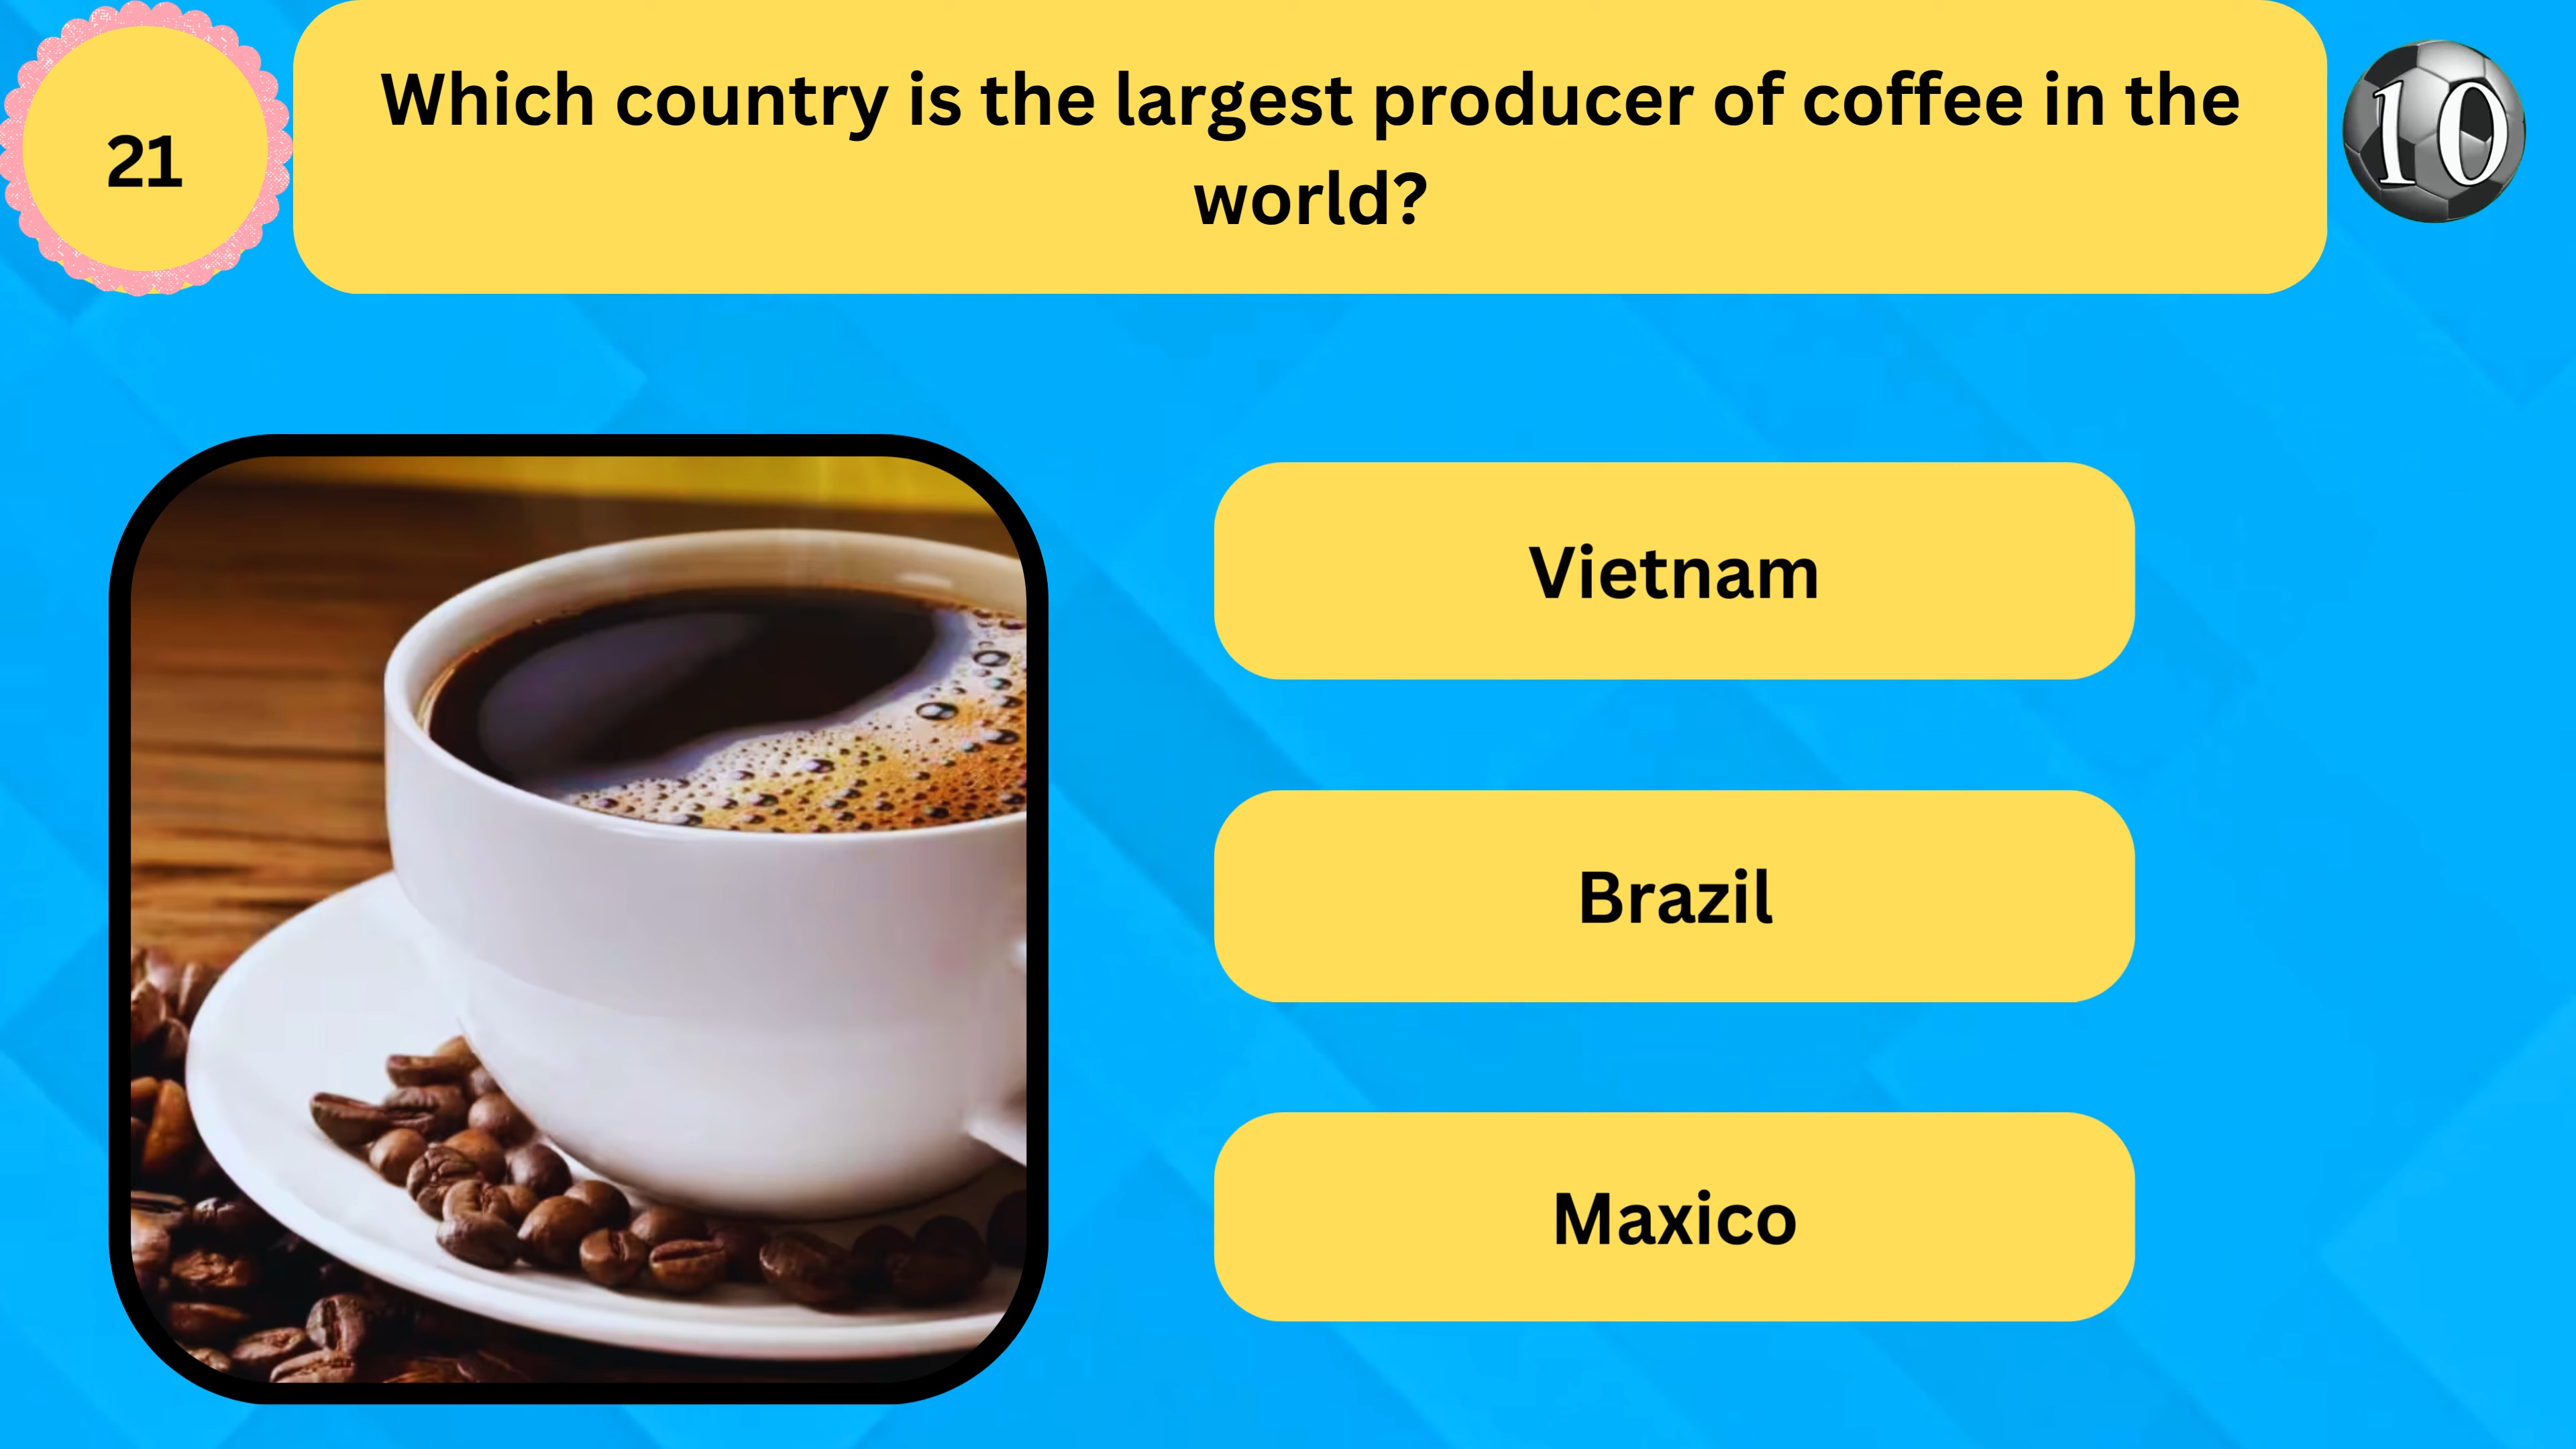 21
Which country is the largest producer of coffee in the
world?
10
Vietnam
Brazil
Maxico